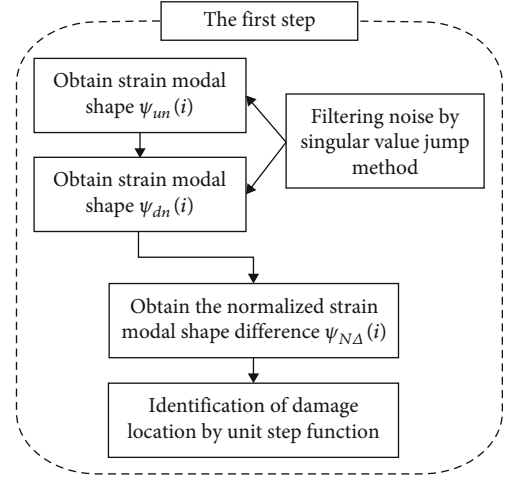 The first step
Obtain strain modal
shape ψun(i)
Filtering noise by
singular value jump
method
Obtain strain modal
shape ψdn(i)
Obtain the normalized strain
modal shape difference ψNΔ(i)
Identification of damage
location by unit step function